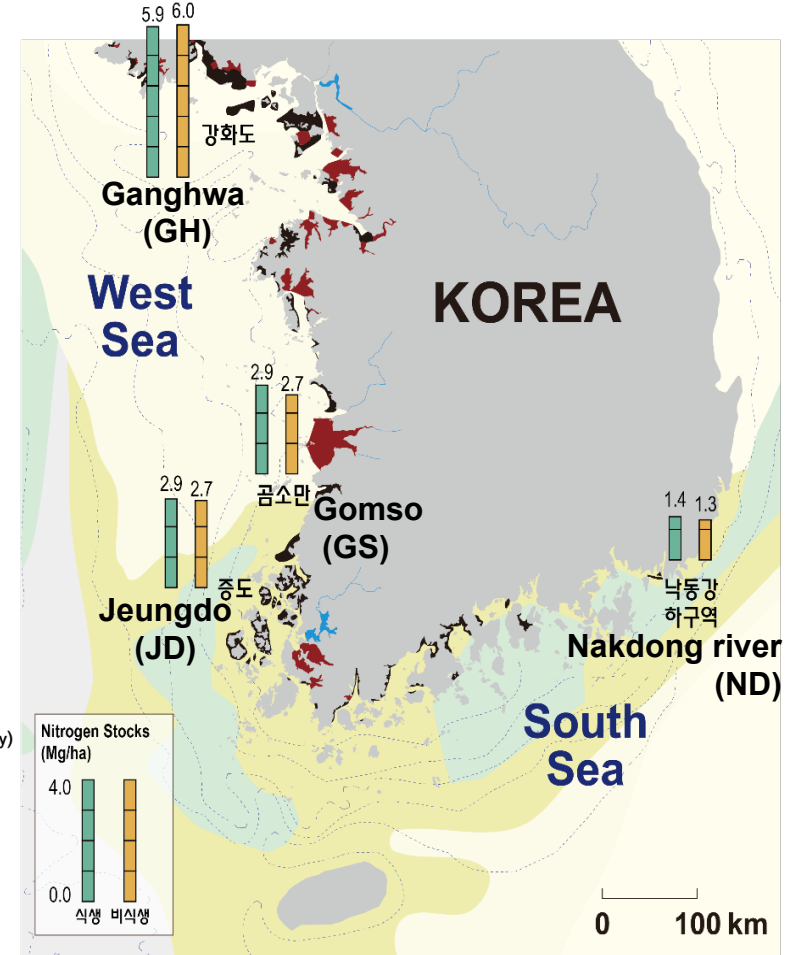 5.9 6.0
강화도
Ganghwa
(GH)
West
Sea
KOREA
2.9 2.7
곰소만
Gomso
(GS)
2.9 2.7
증도
Jeungdo
(JD)
1.4 1.3
낙동강
하구역
Nakdong river
(ND)
South
Sea
y)
Nitrogen Stocks
(Mg/ha)
4.0
0.0
식생 비식생
0 100 km